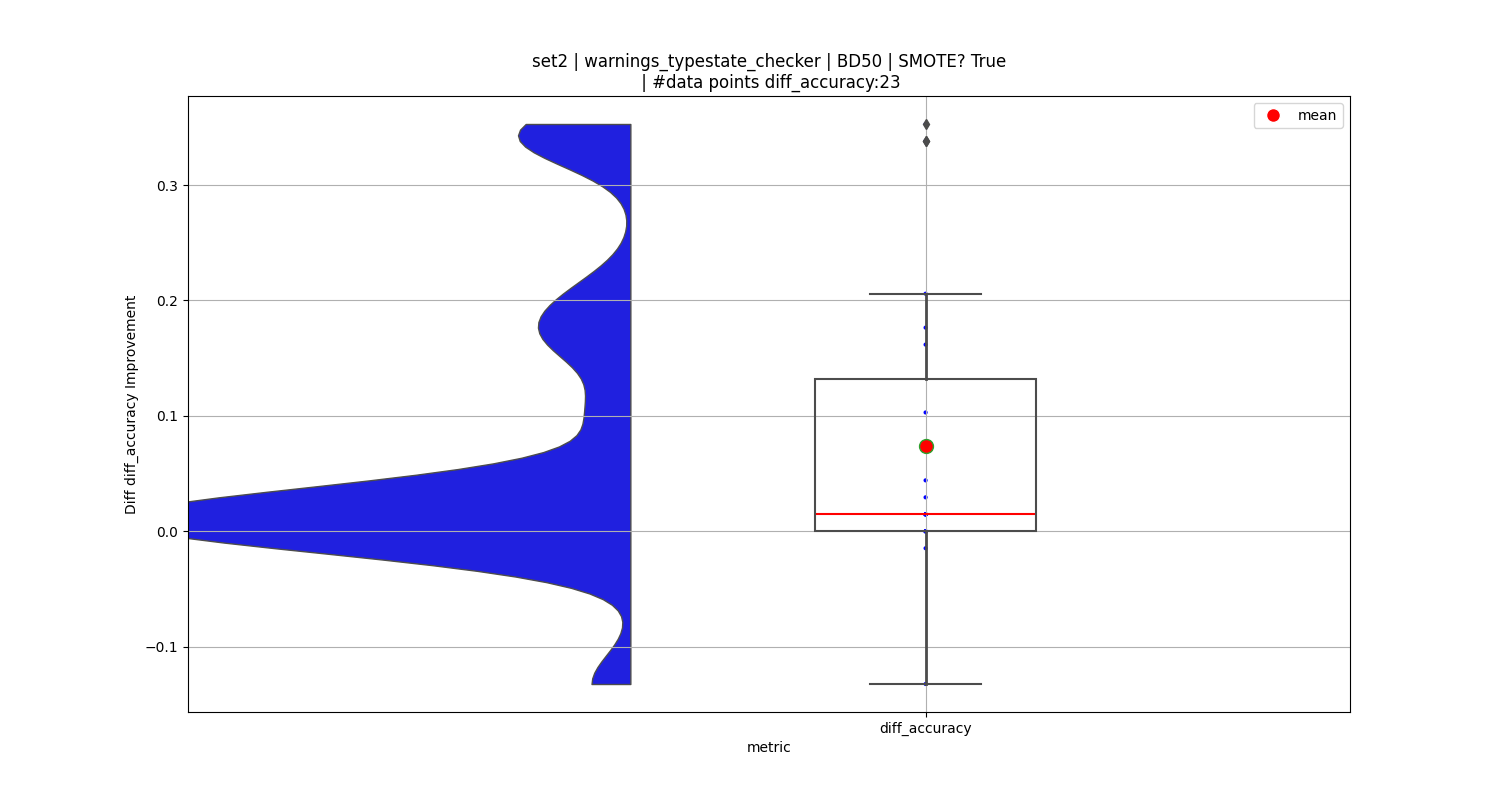 set2 | warnings_typestate_checker | BD50 | SMOTE? True
| #data points diff_accuracy:23
mean
0.3
0.2
0.1
0.0
−0.1
Diff diff_accuracy Improvement
diff_accuracy
metric